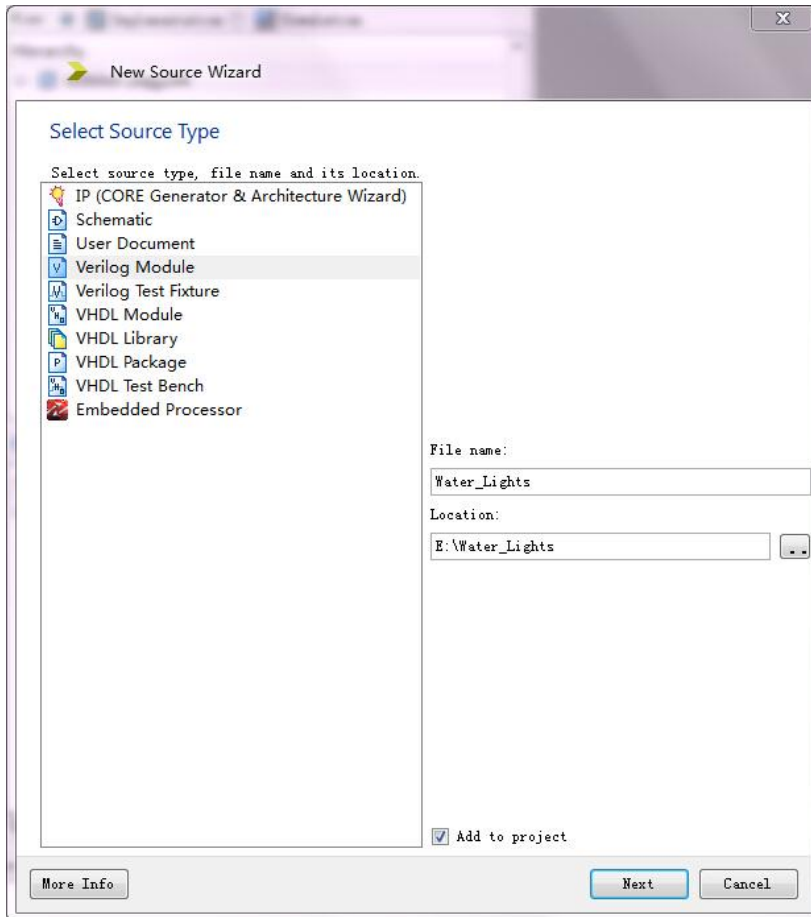 New Source Wizard
Select Source Type
Select source type, file name and its location.
IP (CORE Generator & Architecture Wizard)
Schematic
User Document
Verilog Module
Verilog Test Fixture
VHDL Module
VHDL Library
VHDL Package
VHDL Test Bench
Embedded Processor
File name:
Water_Lights
Location:
E:\Water_Lights
..
Add to project
More Info
Next
Cancel